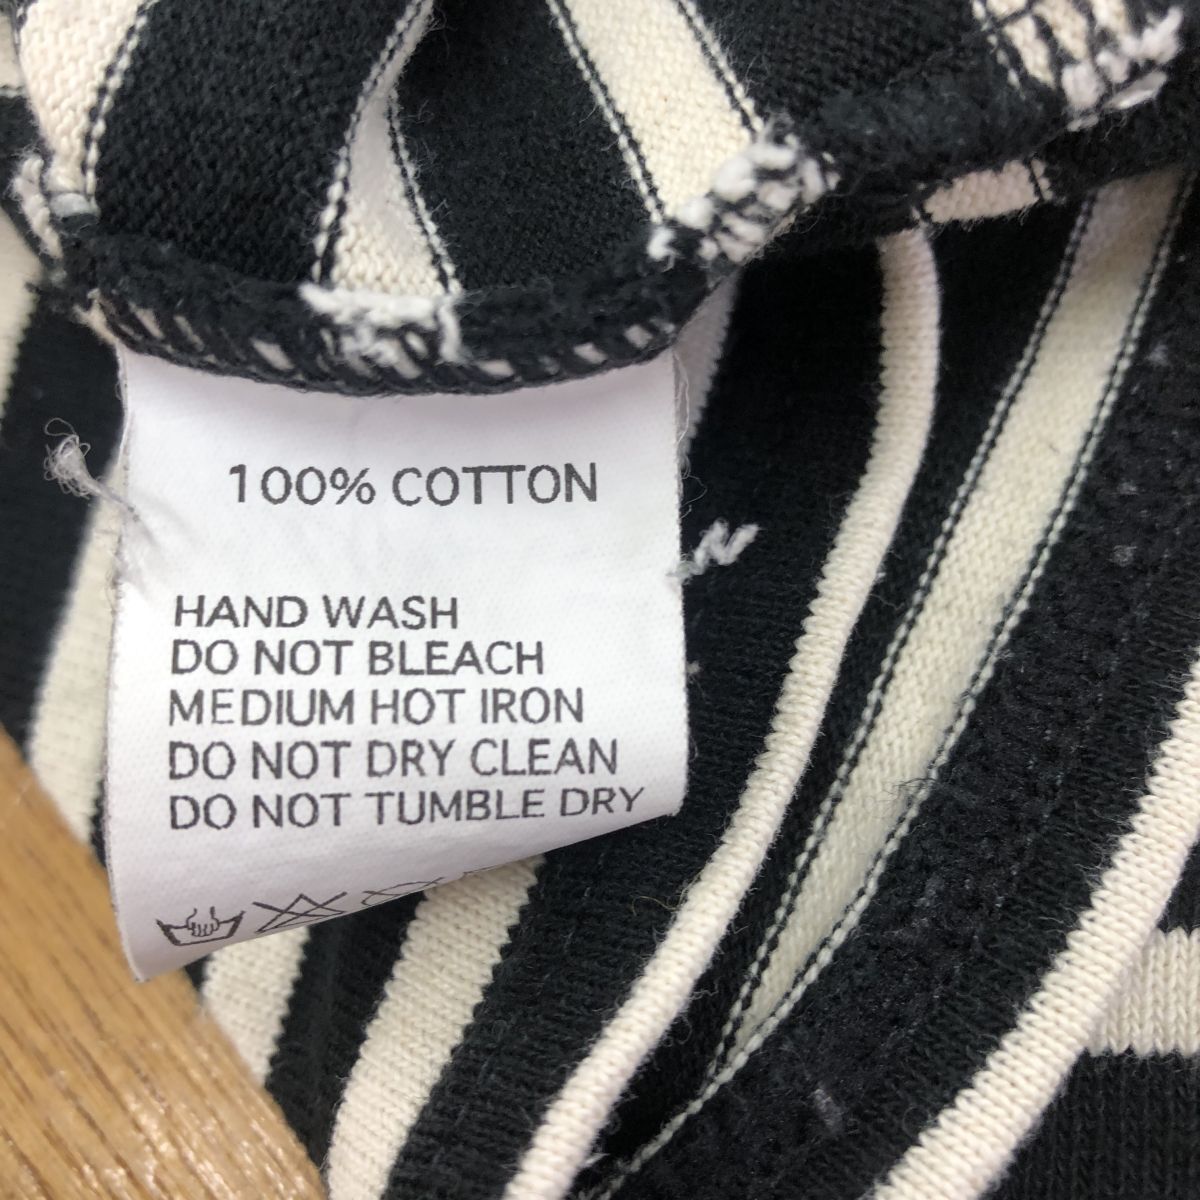 100% COTTON
HAND WASH
DO NOT BLEACH
MEDIUM HOT IRON
DO NOT DRY CLEAN
DO NOT TUMBLE DRY